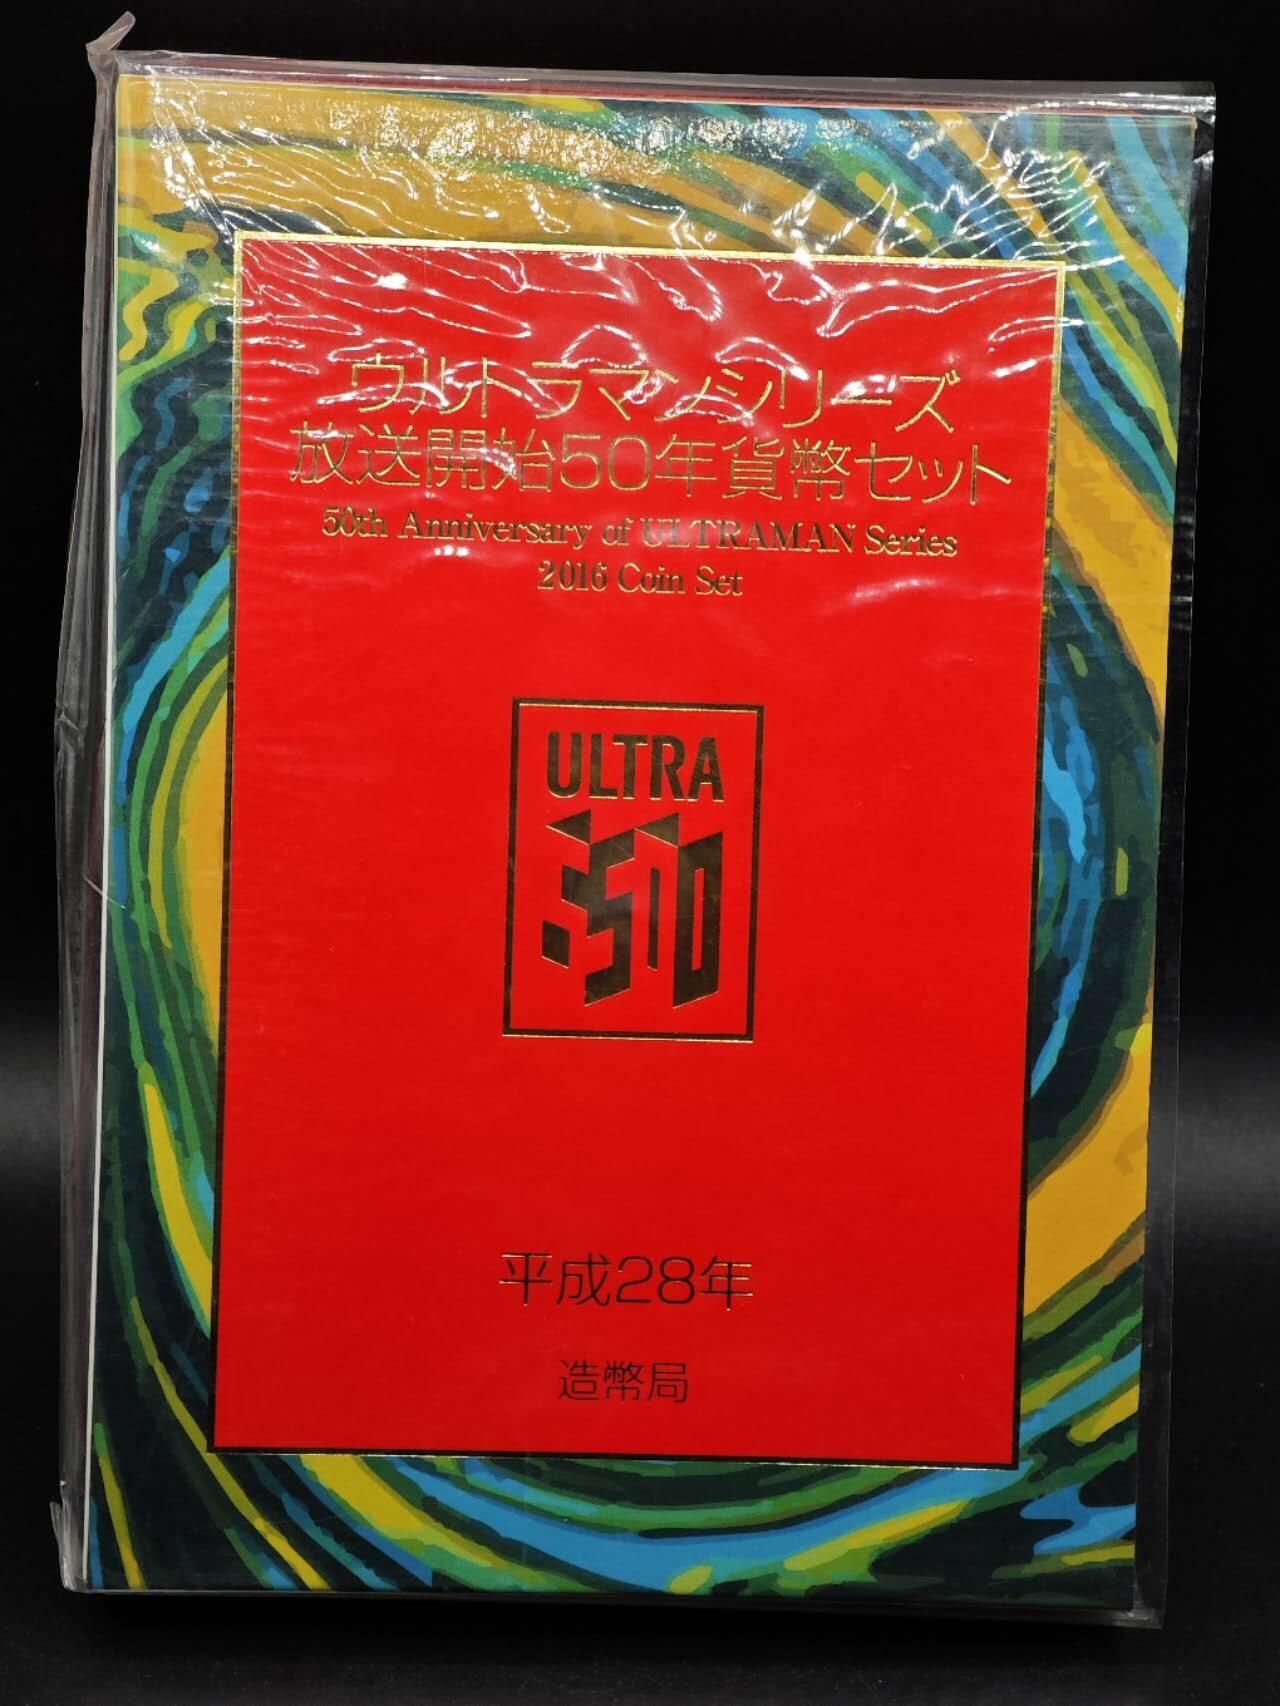 ウルトラマンシリーズ
放送開始50年貨幣セット
50th Anniversary of ULTRAMAN Series
2016 Coin Set
ULTRA
50
平成28年
造幣局